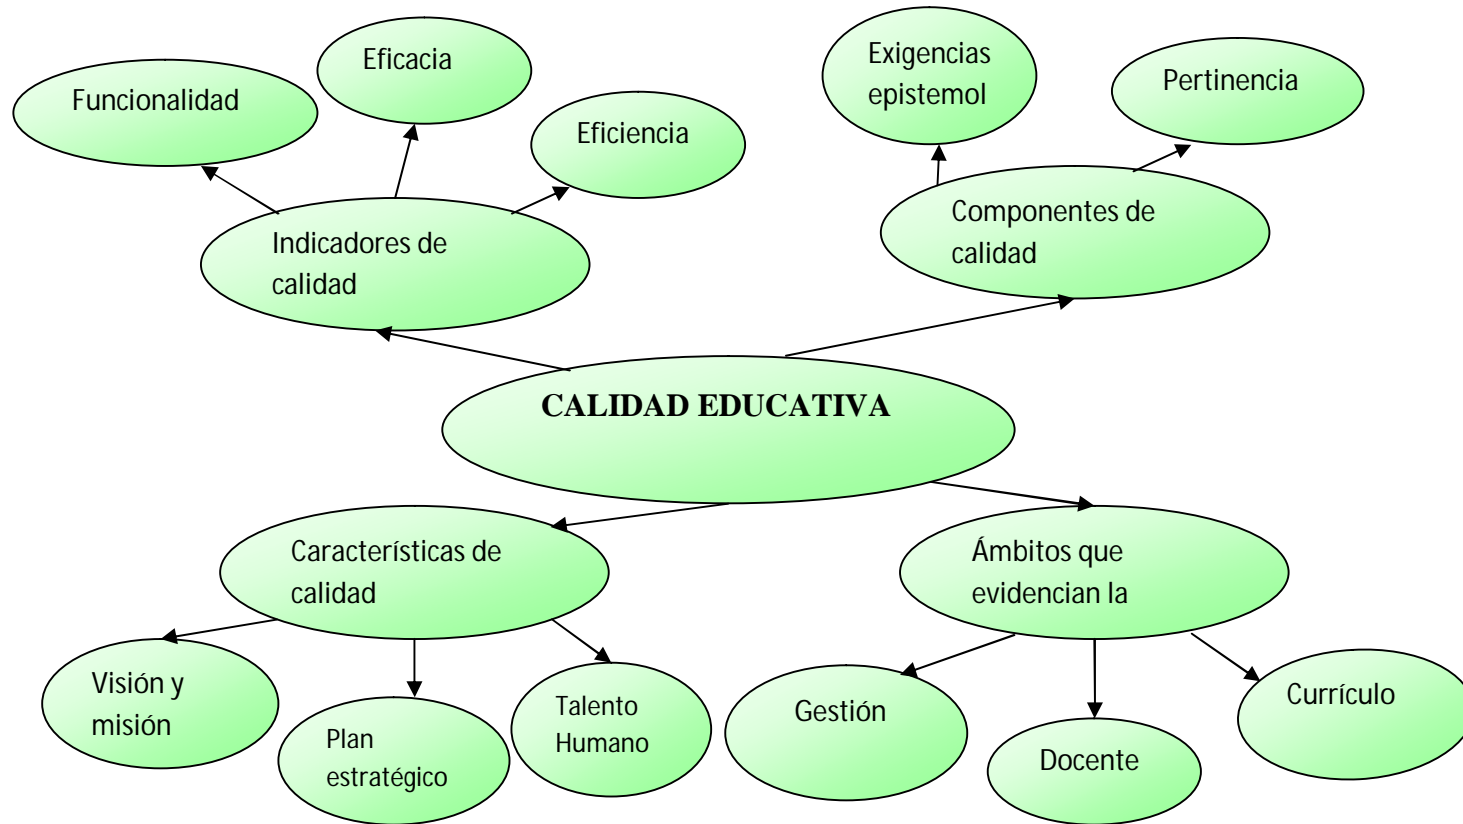 Funcionalidad
Eficacia
Eficiencia
Indicadores de
calidad
Exigencias
epistemol
Pertinencia
Componentes de
calidad
CALIDAD EDUCATIVA
Características de
calidad
Visión y
misión
Plan
estratégico
Talento
Humano
Ámbitos que
evidencian la
Gestión
Docente
Currículo